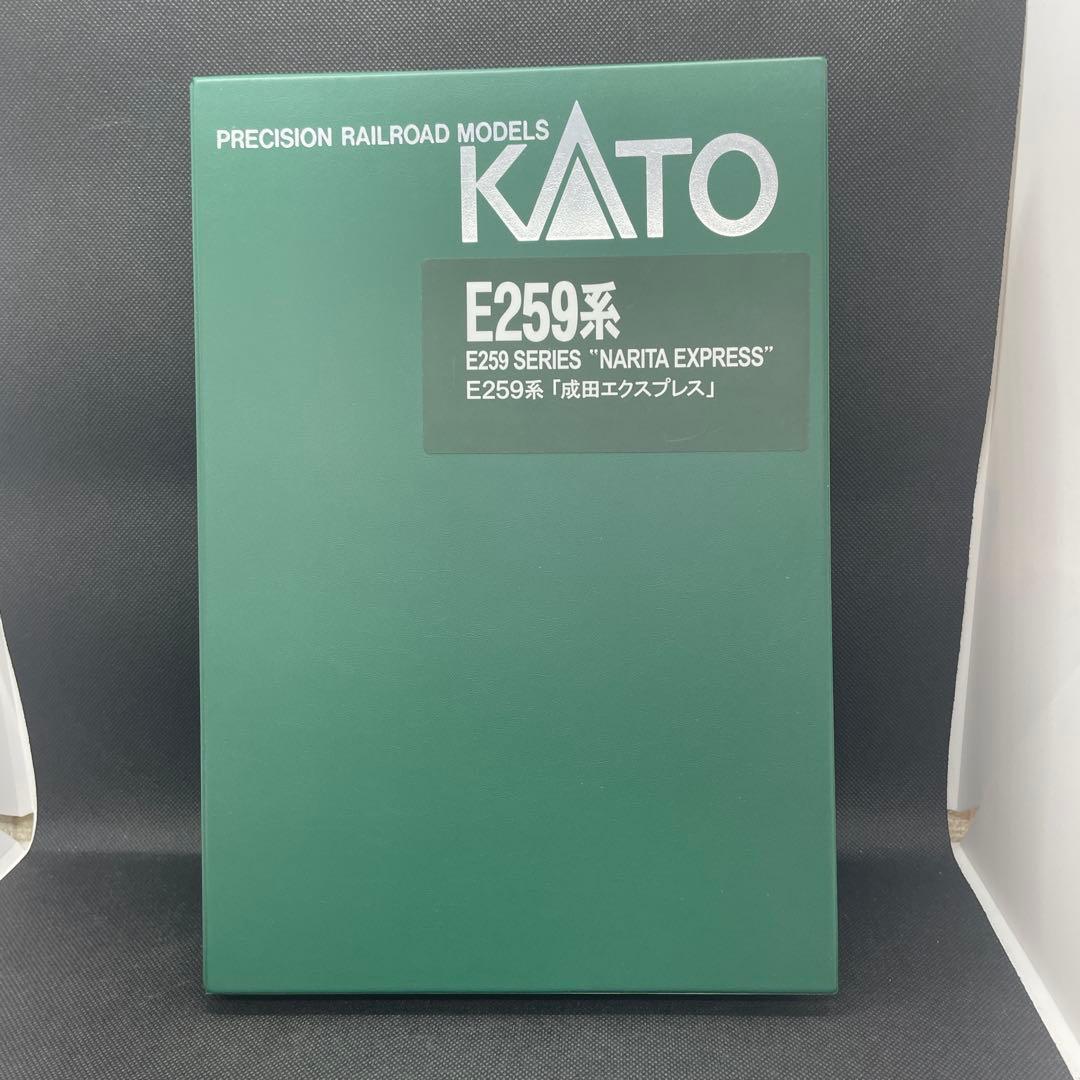 PRECISION RAILROAD MODELS
KATO
E259系
E259 SERIES “NARITA EXPRESS”
E259系「成田エクスプレス」